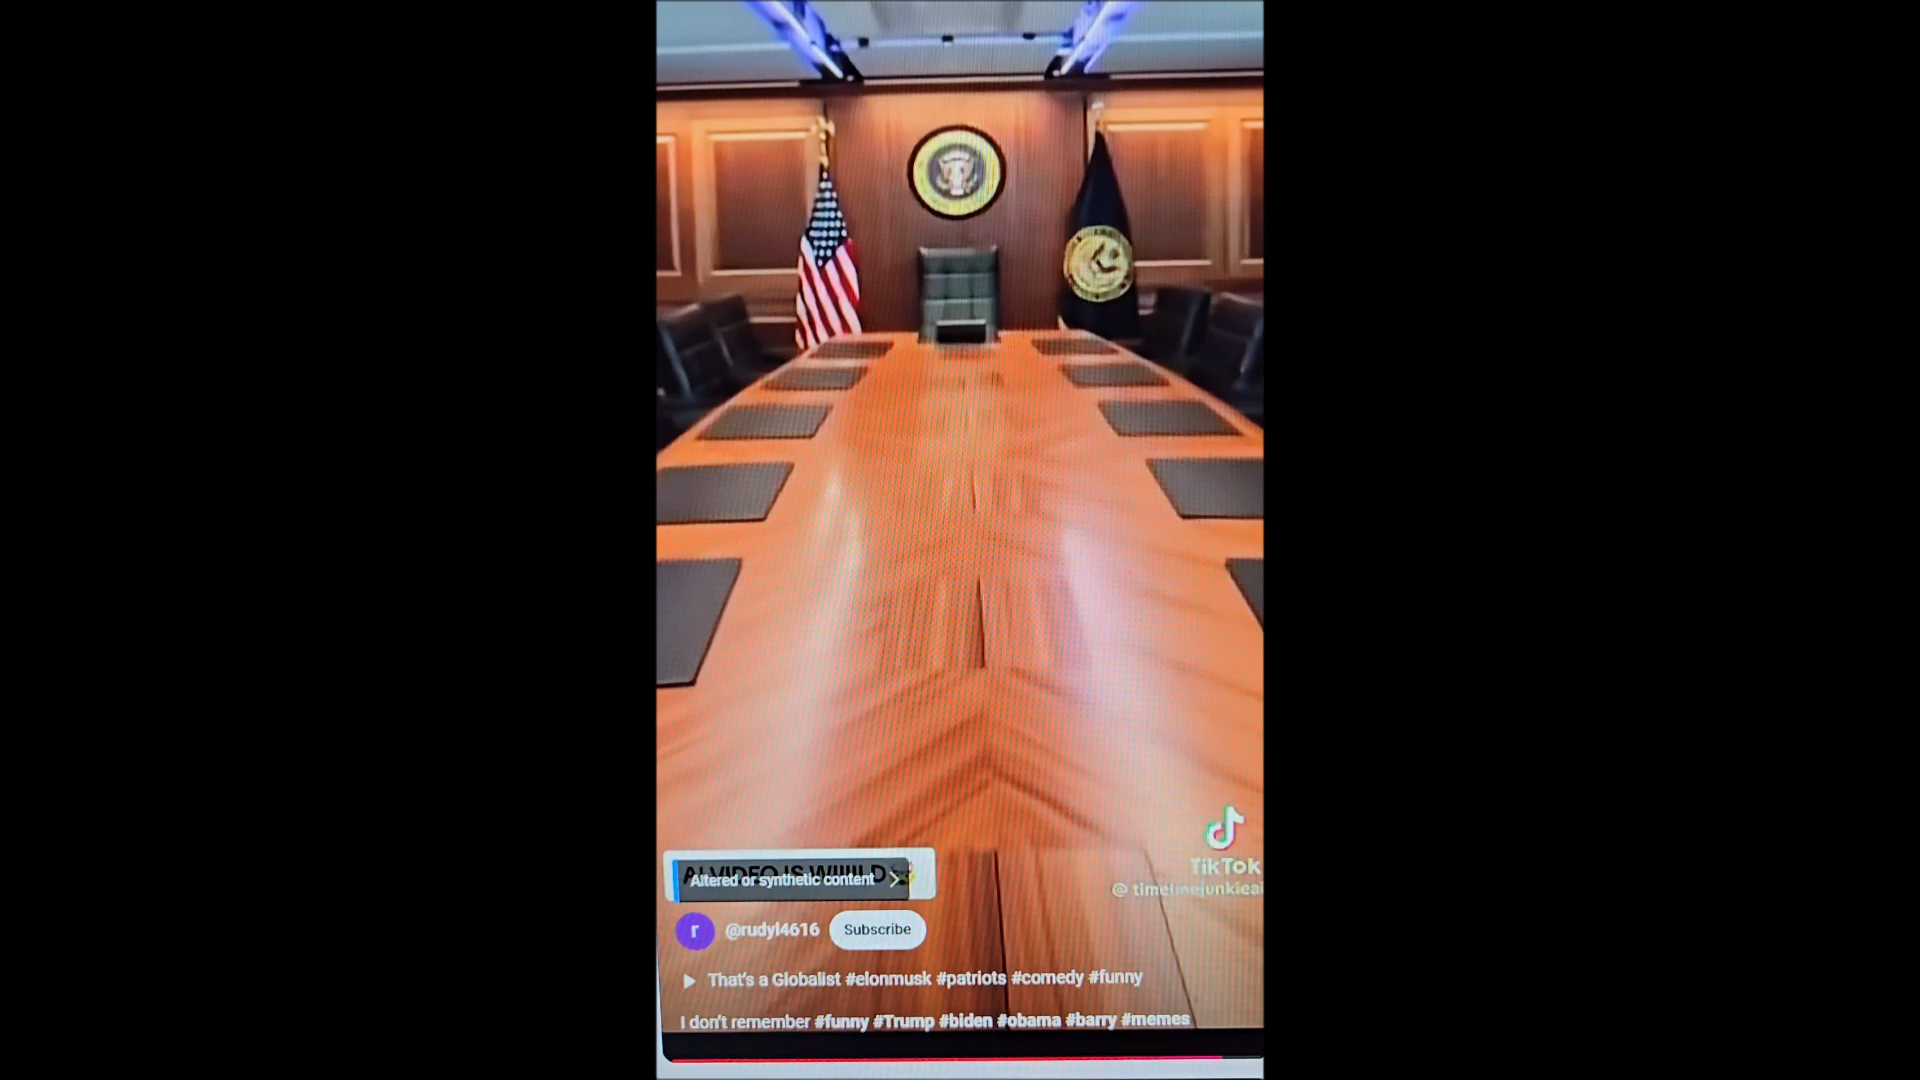 TikTok
@ timelinejunkieai
AI VIDEO IS WIIIILD
Altered or synthetic content
r @rudyl4616 Subscribe
That's a Globalist #elonmusk #patriots #comedy #funny
I don't remember #funny #Trump #biden #obama #barry #memes